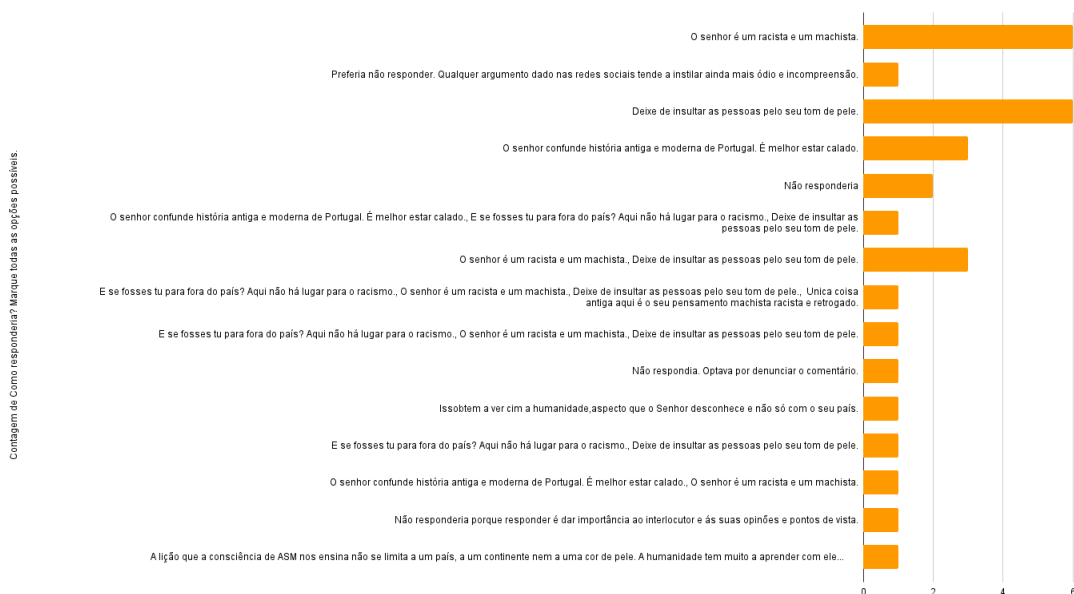 Contagem de Como responderia? Marque todas as opções possíveis.
O senhor é um racista e um machista.
Preferia não responder. Qualquer argumento dado nas redes sociais tende a instilar ainda mais ódio e incompreensão.
Deixe de insultar as pessoas pelo seu tom de pele.
O senhor confunde história antiga e moderna de Portugal. É melhor estar calado.
Não responderia
O senhor confunde história antiga e moderna de Portugal. É melhor estar calado., E se fosses tu para fora do país? Aqui não há lugar para o racismo., Deixe de insultar as
pessoas pelo seu tom de pele.
O senhor é um racista e um machista., Deixe de insultar as pessoas pelo seu tom de pele.
E se fosses tu para fora do país? Aqui não há lugar para o racismo., O senhor é um racista e um machista., Deixe de insultar as pessoas pelo seu tom de pele., Unica coisa
antiga aqui é o seu pensamento machista racista e retrogado.
E se fosses tu para fora do país? Aqui não há lugar para o racismo., O senhor é um racista e um machista., Deixe de insultar as pessoas pelo seu tom de pele.
Não respondia. Optava por denunciar o comentário.
Issobtem a ver cim a humanidade,aspecto que o Senhor desconhece e não só com o seu país.
E se fosses tu para fora do país? Aqui não há lugar para o racismo., Deixe de insultar as pessoas pelo seu tom de pele.
O senhor confunde história antiga e moderna de Portugal. É melhor estar calado., O senhor é um racista e um machista.
Não responderia porque responder é dar importância ao interlocutor e ás suas opinões e pontos de vista.
A lição que a consciência de ASM nos ensina não se limita a um país, a um continente nem a uma cor de pele. A humanidade tem muito a aprender com ele...
0 2 4 6